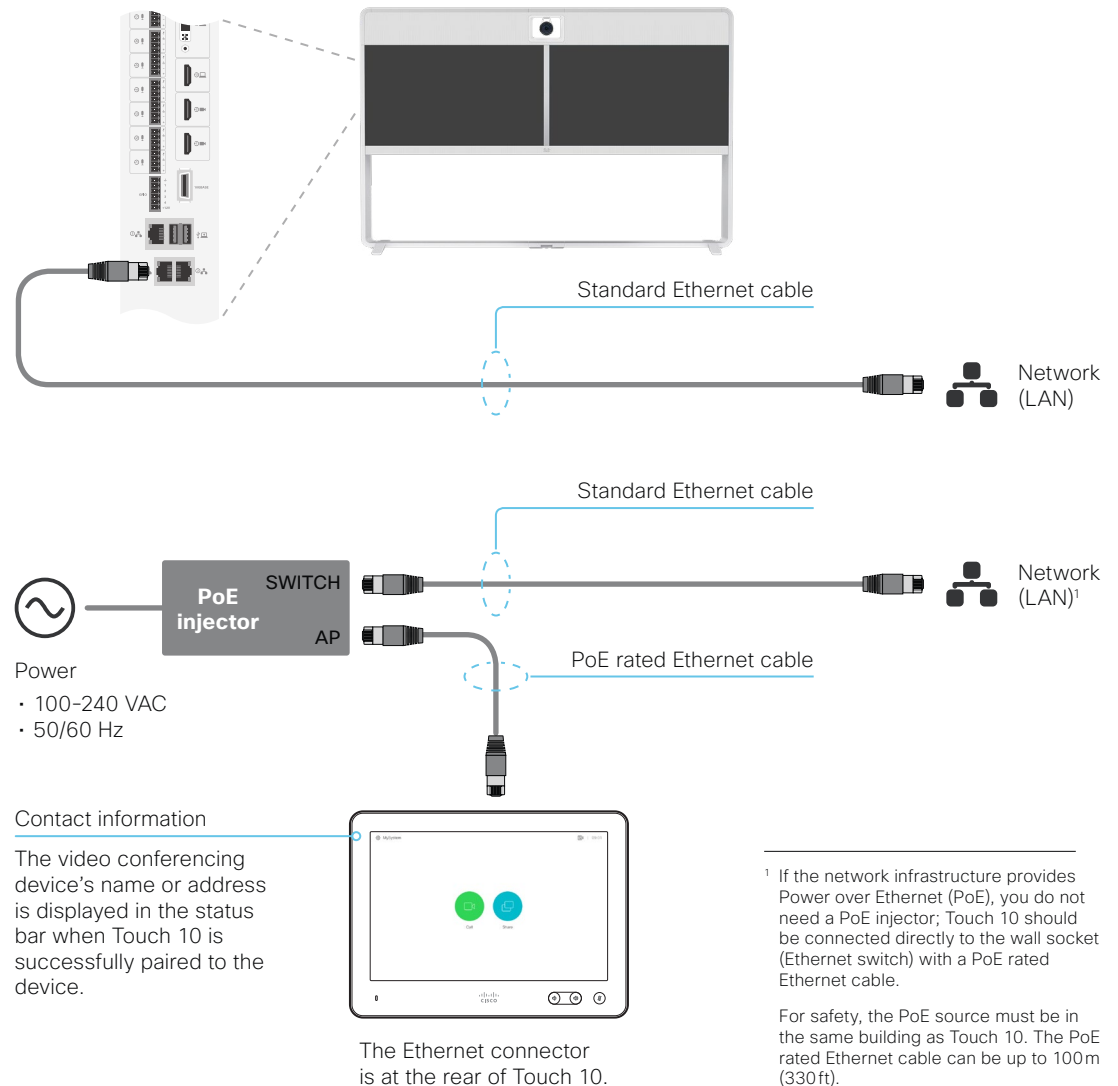 Standard Ethernet cable
Network
(LAN)
Standard Ethernet cable
SWITCH
PoE
injector
AP
Network
(LAN)¹
PoE rated Ethernet cable
Power
• 100-240 VAC
• 50/60 Hz
Contact information
The video conferencing
device's name or address
is displayed in the status
bar when Touch 10 is
successfully paired to the
device.
MySystem
Call
Share
CISCO
The Ethernet connector
is at the rear of Touch 10.
¹ If the network infrastructure provides
Power over Ethernet (PoE), you do not
need a PoE injector; Touch 10 should
be connected directly to the wall socket
(Ethernet switch) with a PoE rated
Ethernet cable.
For safety, the PoE source must be in
the same building as Touch 10. The PoE
rated Ethernet cable can be up to 100 m
(330 ft).